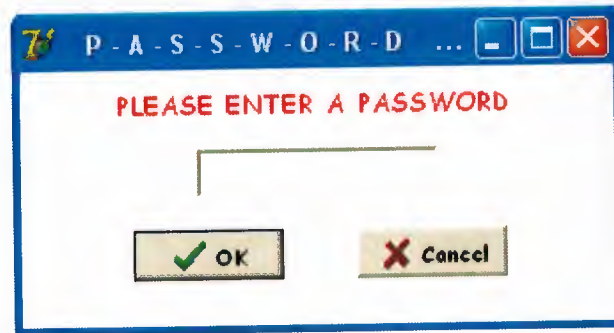 P - A - S - S - W - O - R - D ...
PLEASE ENTER A PASSWORD
OK
Cancel